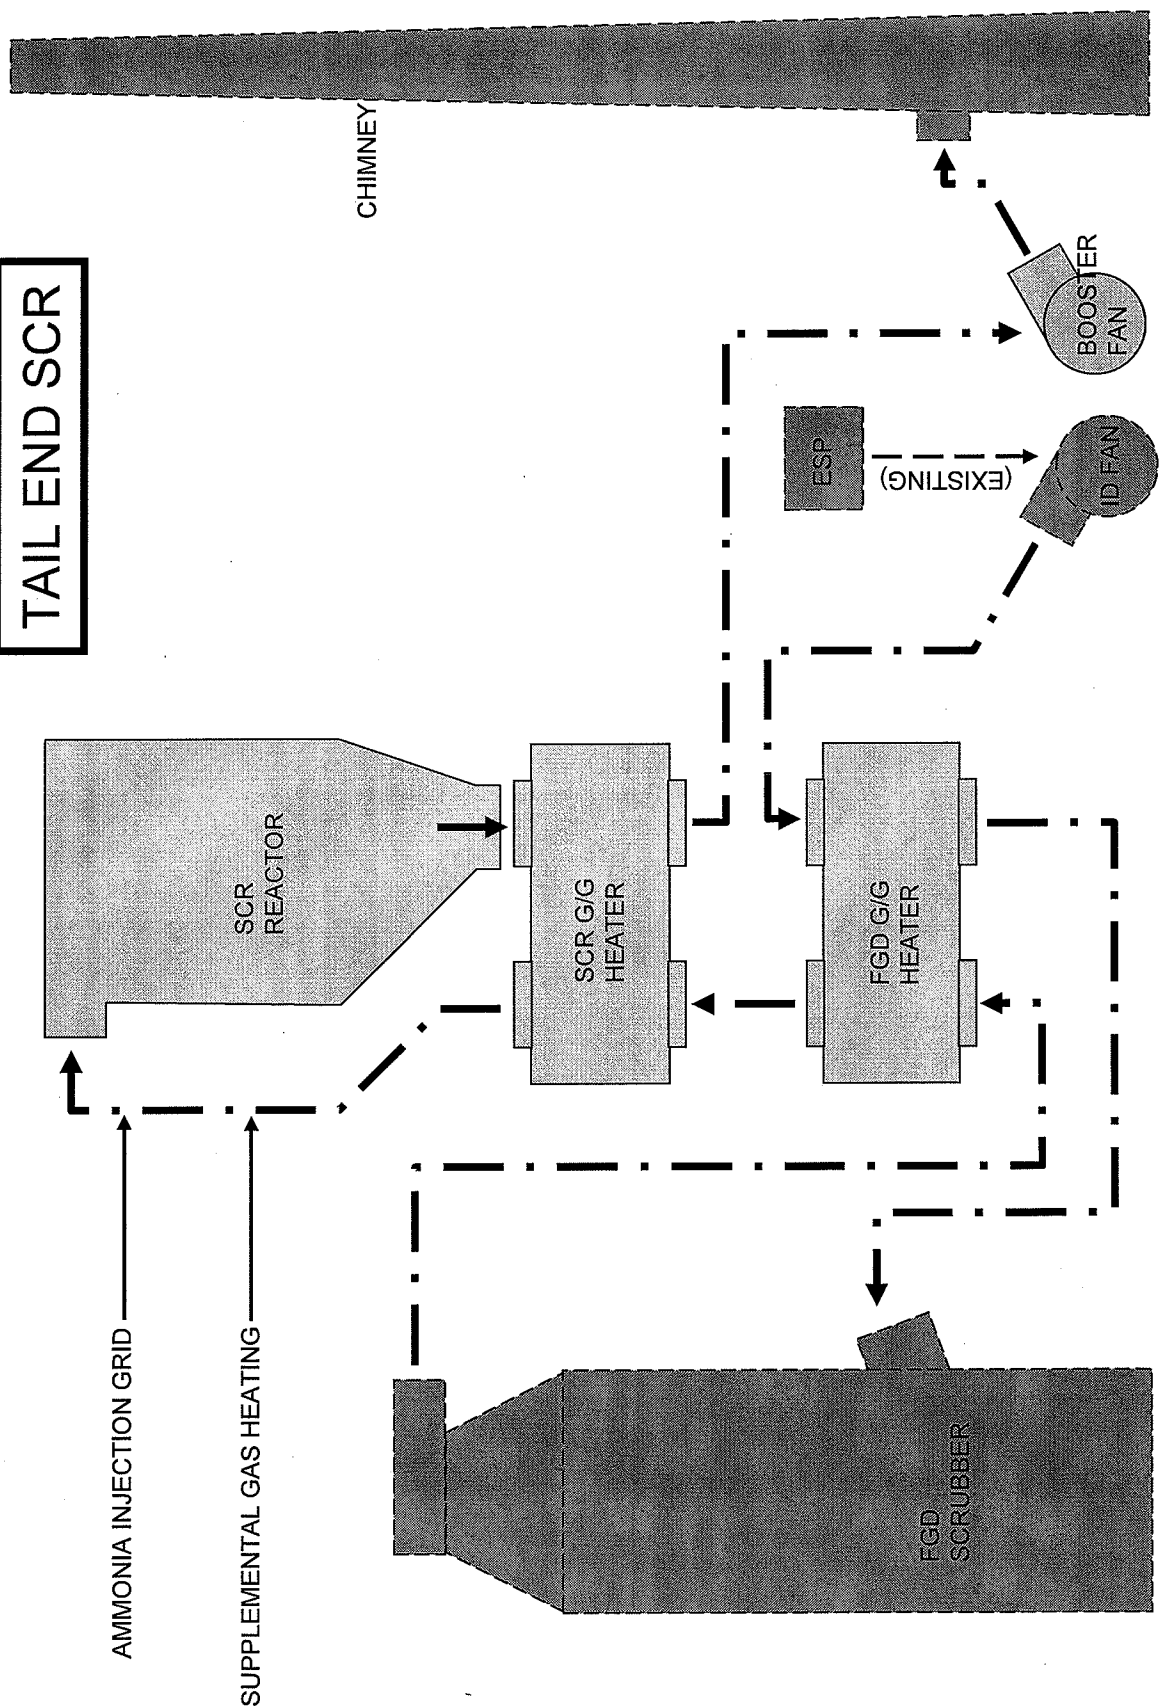 TAIL END SCR
AMMONIA INJECTION GRID
SUPPLEMENTAL GAS HEATING
SCR
REACTOR
CHIMNEY
SCR G/G
HEATER
FGD G/G
HEATER
ESP
(EXISTING)
ID FAN
BOOSTER
FAN
FGD
SCRUBBER